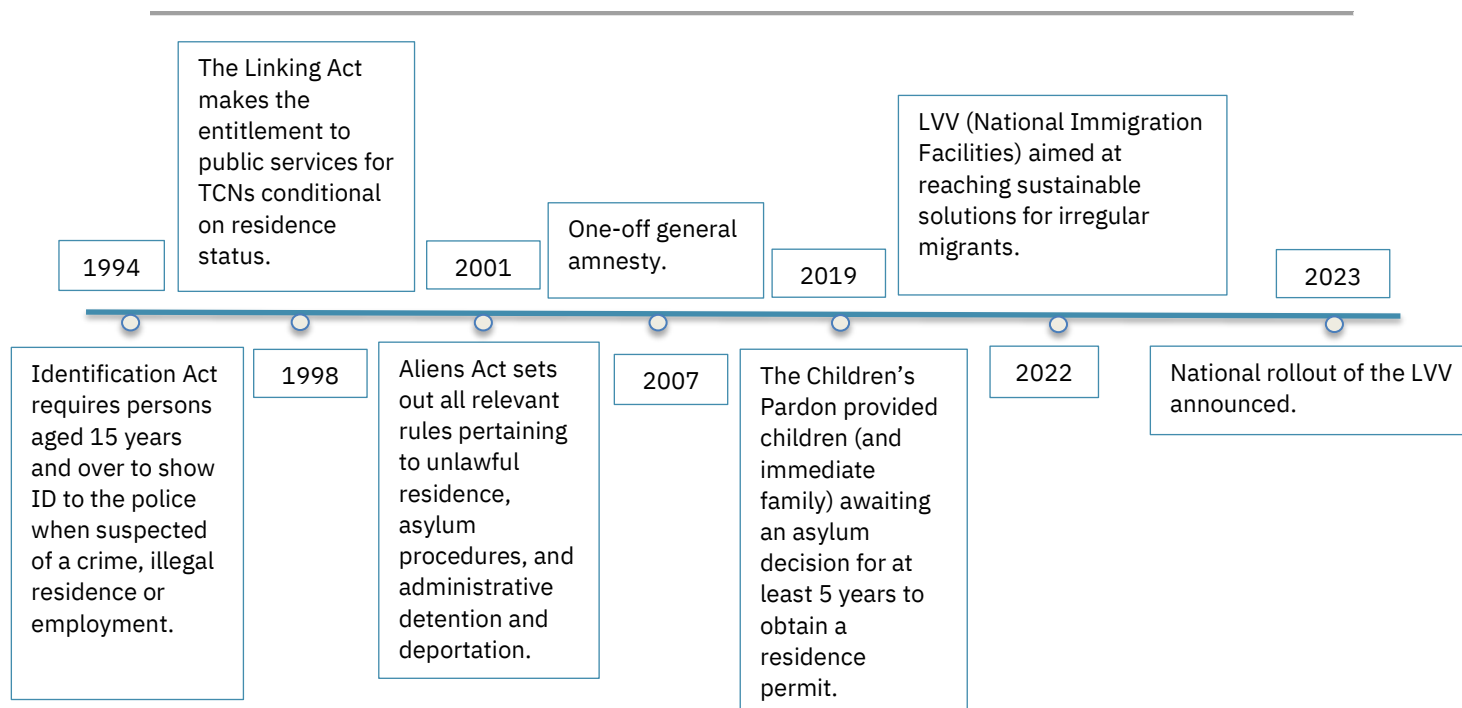 1994
Identification Act
requires persons
aged 15 years
and over to show
ID to the police
when suspected
of a crime, illegal
residence or
employment.
The Linking Act
makes the
entitlement to
public services for
TCNs conditional
on residence
status.
1998
2001
Aliens Act sets
out all relevant
rules pertaining
to unlawful
residence,
asylum
procedures, and
administrative
detention and
deportation.
One-off general
amnesty.
2007
2019
The Children’s
Pardon provided
children (and
immediate
family) awaiting
an asylum
decision for at
least 5 years to
obtain a
residence
permit.
LVV (National Immigration
Facilities) aimed at
reaching sustainable
solutions for irregular
migrants.
2022
2023
National rollout of the LVV
announced.